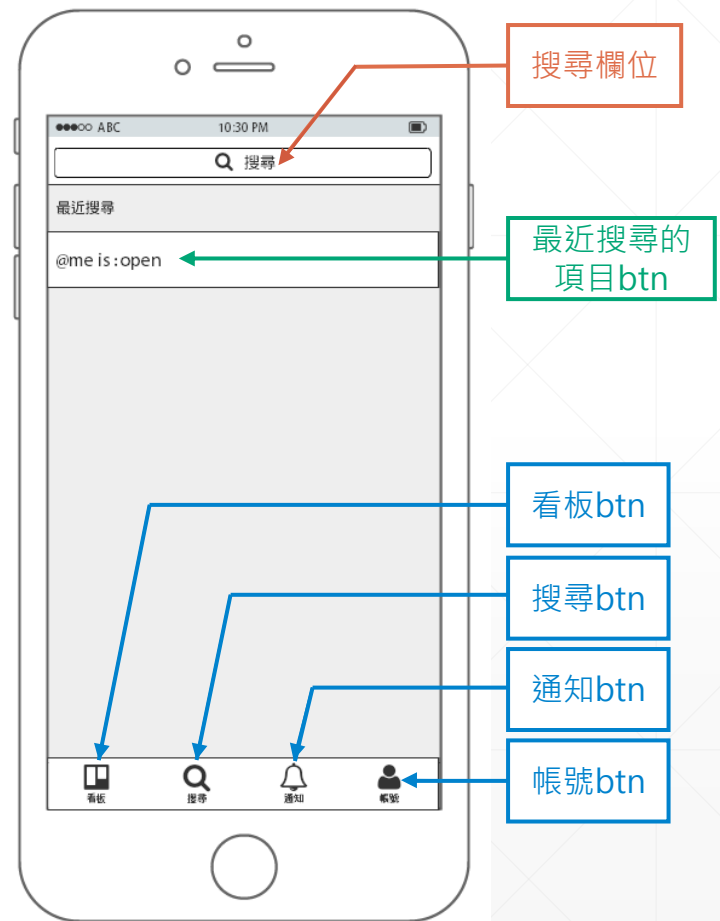 搜尋欄位
ABC 10:30 PM
搜尋
最近搜尋
@me is:open
最近搜尋的
項目btn
看板btn
搜尋btn
通知btn
帳號btn
看板 搜尋 通知 帳號